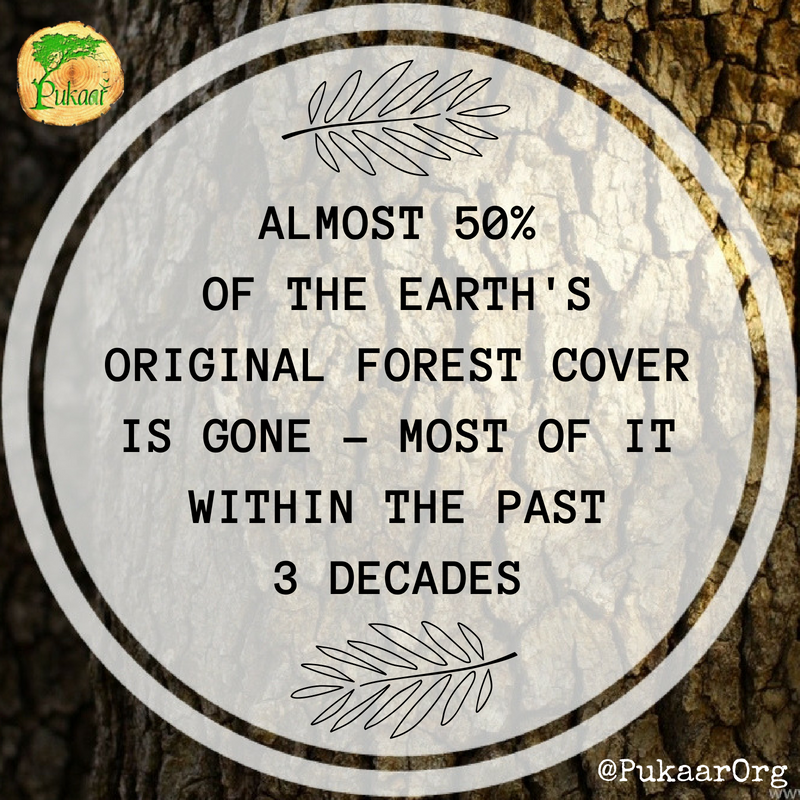 Pukaar
ALMOST 50%
OF THE EARTH'S
ORIGINAL FOREST COVER
IS GONE – MOST OF IT
WITHIN THE PAST
3 DECADES
@PukaarOrg